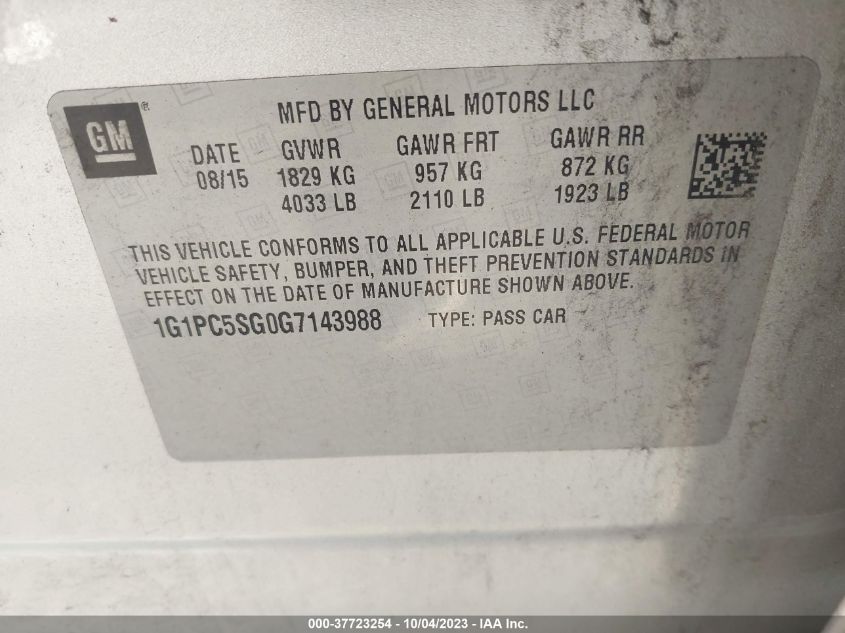 GM®
MFD BY GENERAL MOTORS LLC
DATE GVWR GAWR FRT GAWR RR
08/15 1829 KG 957 KG 872 KG
4033 LB 2110 LB 1923 LB
THIS VEHICLE CONFORMS TO ALL APPLICABLE U.S. FEDERAL MOTOR
VEHICLE SAFETY, BUMPER, AND THEFT PREVENTION STANDARDS IN
EFFECT ON THE DATE OF MANUFACTURE SHOWN ABOVE.
1G1PC5SG0G7143988 TYPE: PASS CAR
000-37723254 - 10/04/2023 - IAA Inc.